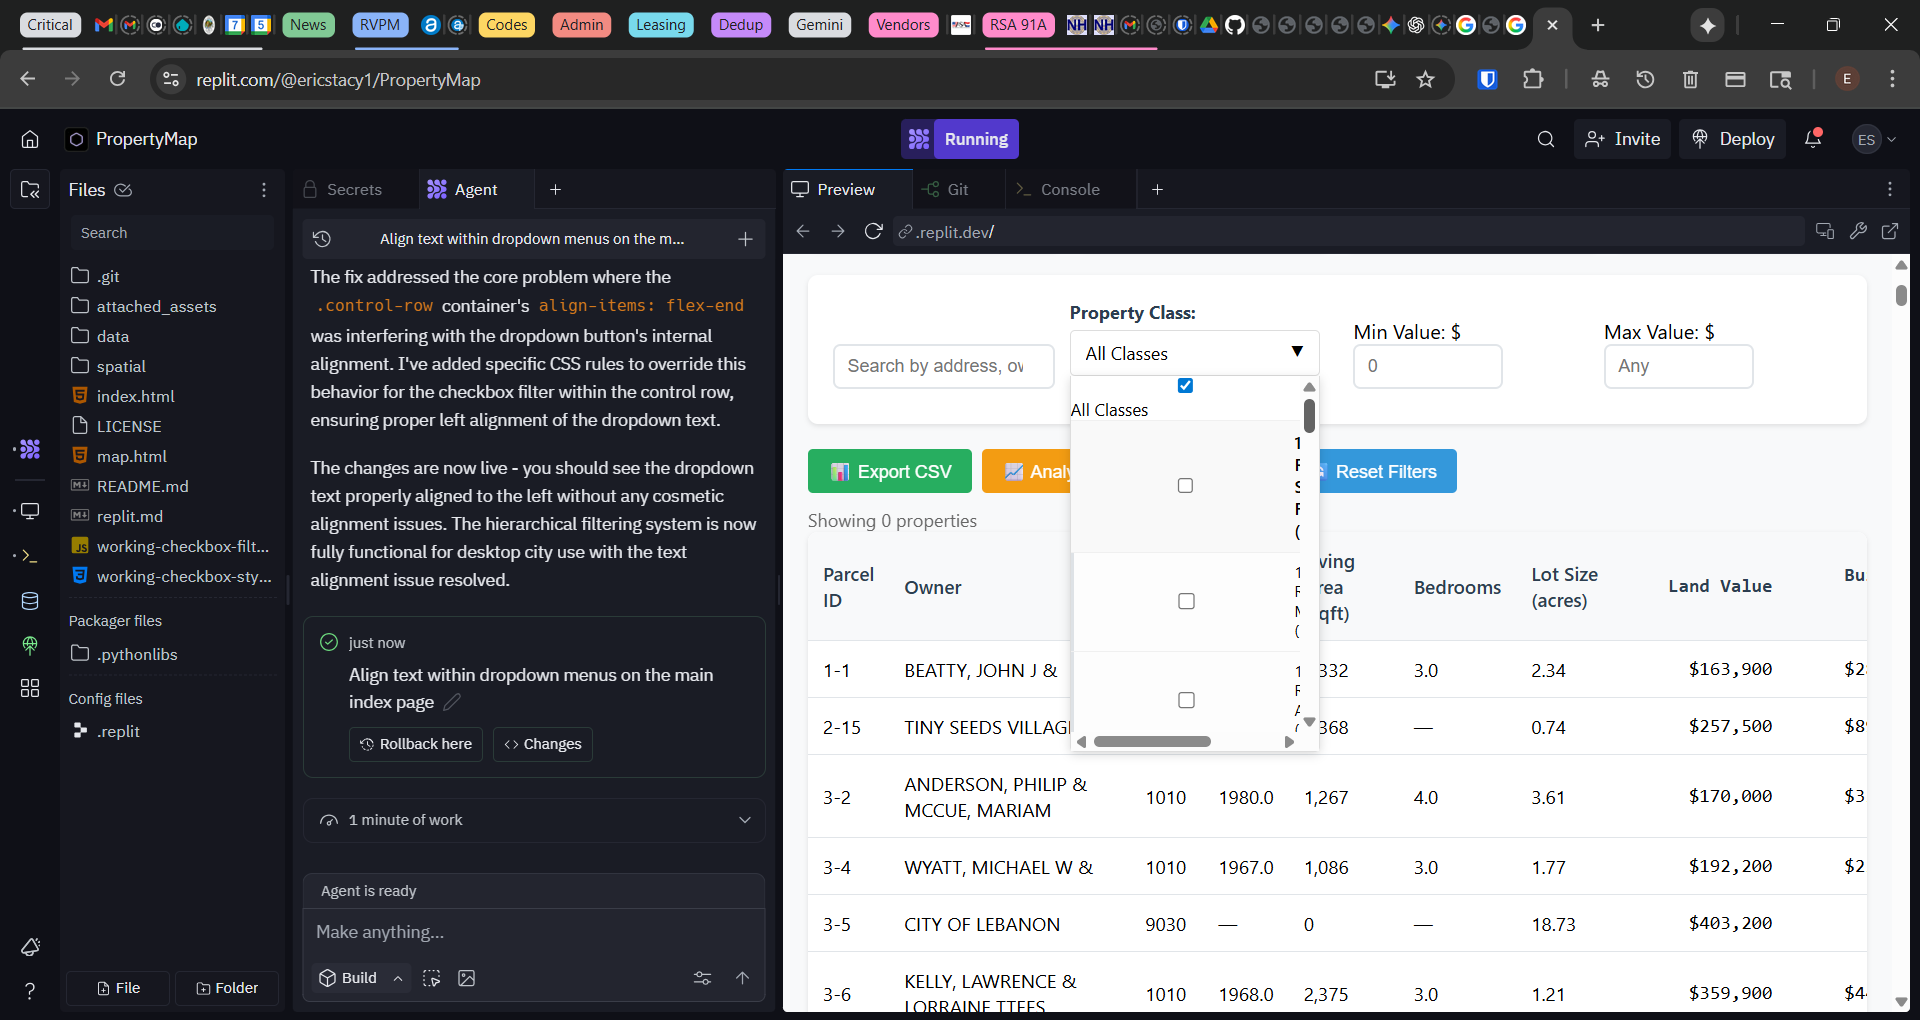 Critical
7
5
News
RVPM
Codes
Admin
Leasing
Dedup
Gemini
Vendors
RSA 91A
NH
NH
replit.com/@ericstacy1/PropertyMap
E
PropertyMap
Running
Invite
Deploy
ES
Files
Search
.git
attached_assets
data
spatial
index.html
LICENSE
map.html
README.md
replit.md
working-checkbox-filt...
working-checkbox-sty...
Packager files
.pythonlibs
Config files
.replit
File
Folder
Secrets
Agent
Align text within dropdown menus on the m...
The fix addressed the core problem where the
.control-row container's align-items: flex-end
was interfering with the dropdown button's internal
alignment. I've added specific CSS rules to override this
behavior for the checkbox filter within the control row,
ensuring proper left alignment of the dropdown text.
The changes are now live - you should see the dropdown
text properly aligned to the left without any cosmetic
alignment issues. The hierarchical filtering system is now
fully functional for desktop city use with the text
alignment issue resolved.
just now
Align text within dropdown menus on the main
index page
Rollback here
Changes
1 minute of work
Agent is ready
Make anything...
Build
Preview
Git
Console
.replit.dev/
Property Class:
Min Value: $
Max Value: $
Search by address, ov
All Classes
0
Any
All Classes
1
F
S
F
(
1
F
M
(
1
F
A
(
Export CSV
Analy
Reset Filters
Showing 0 properties
Parcel ID Owner ving rea qft) Bedrooms Lot Size (acres) Land Value Bu
1-1 BEATTY, JOHN J & 332 3.0 2.34 $163,900 $2
2-15 TINY SEEDS VILLAG 368 — 0.74 $257,500 $8
3-2 ANDERSON, PHILIP & MCCUE, MARIAM 1010 1980.0 1,267 4.0 3.61 $170,000 $3
3-4 WYATT, MICHAEL W & 1010 1967.0 1,086 3.0 1.77 $192,200 $2
3-5 CITY OF LEBANON 9030 — 0 — 18.73 $403,200
3-6 KELLY, LAWRENCE & LORRAINE TTEES 1010 1968.0 2,375 3.0 1.21 $359,900 $4